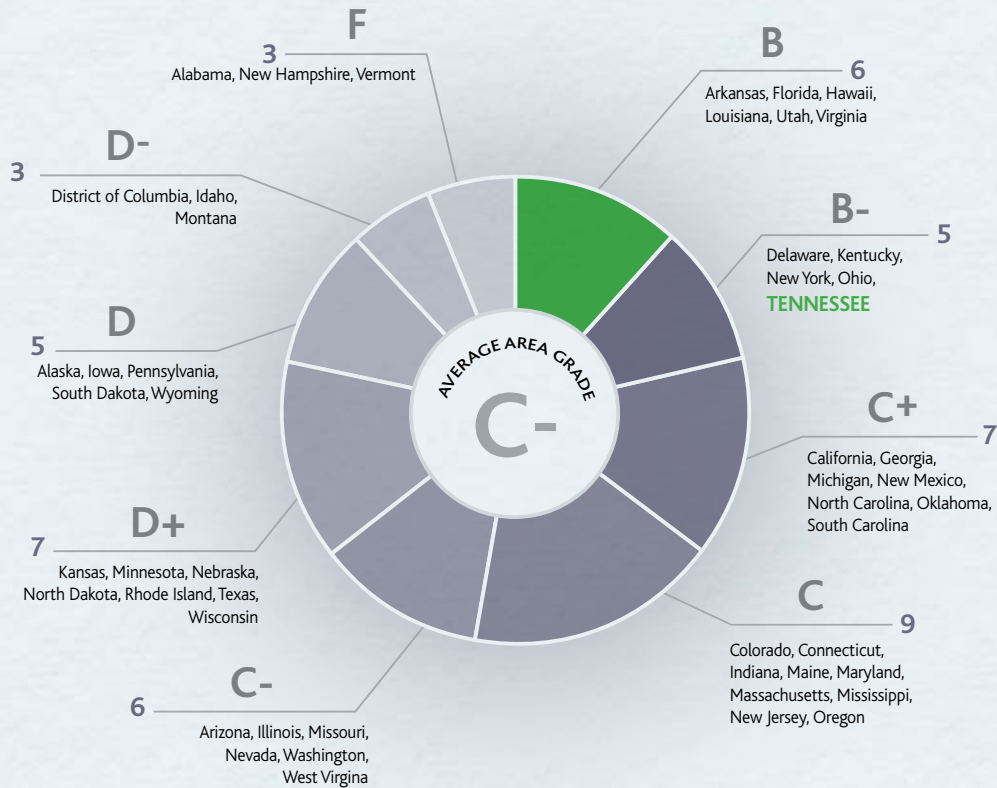 F
3
Alabama, New Hampshire, Vermont
B
6
Arkansas, Florida, Hawaii,
Louisiana, Utah, Virginia
D-
3
District of Columbia, Idaho,
Montana
B-
5
Delaware, Kentucky,
New York, Ohio,
TENNESSEE
D
5
Alaska, Iowa, Pennsylvania,
South Dakota, Wyoming
AVERAGE AREA GRADE
C-
C+
7
California, Georgia,
Michigan, New Mexico,
North Carolina, Oklahoma,
South Carolina
D+
7
Kansas, Minnesota, Nebraska,
North Dakota, Rhode Island, Texas,
Wisconsin
C
9
Colorado, Connecticut,
Indiana, Maine, Maryland,
Massachusetts, Mississippi,
New Jersey, Oregon
C-
6
Arizona, Illinois, Missouri,
Nevada, Washington,
West Virgina